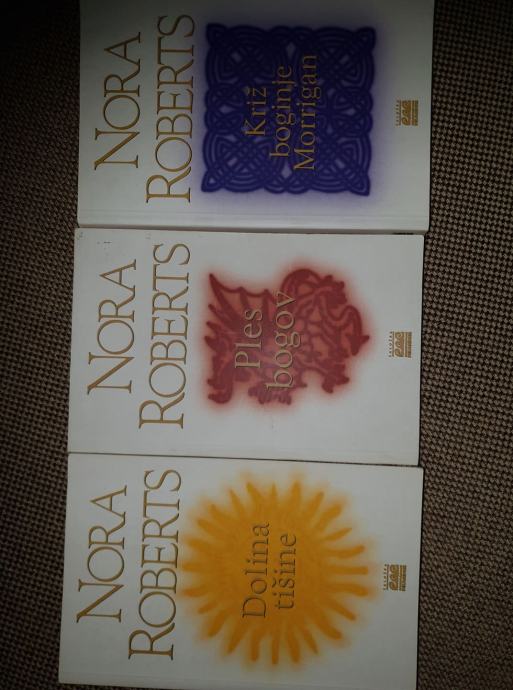 NORA
ROBERTS
Križ
boginje
Morrigan
NORA
ROBERTS
Ples
bogov
NORA
ROBERTS
Dolina
tišine